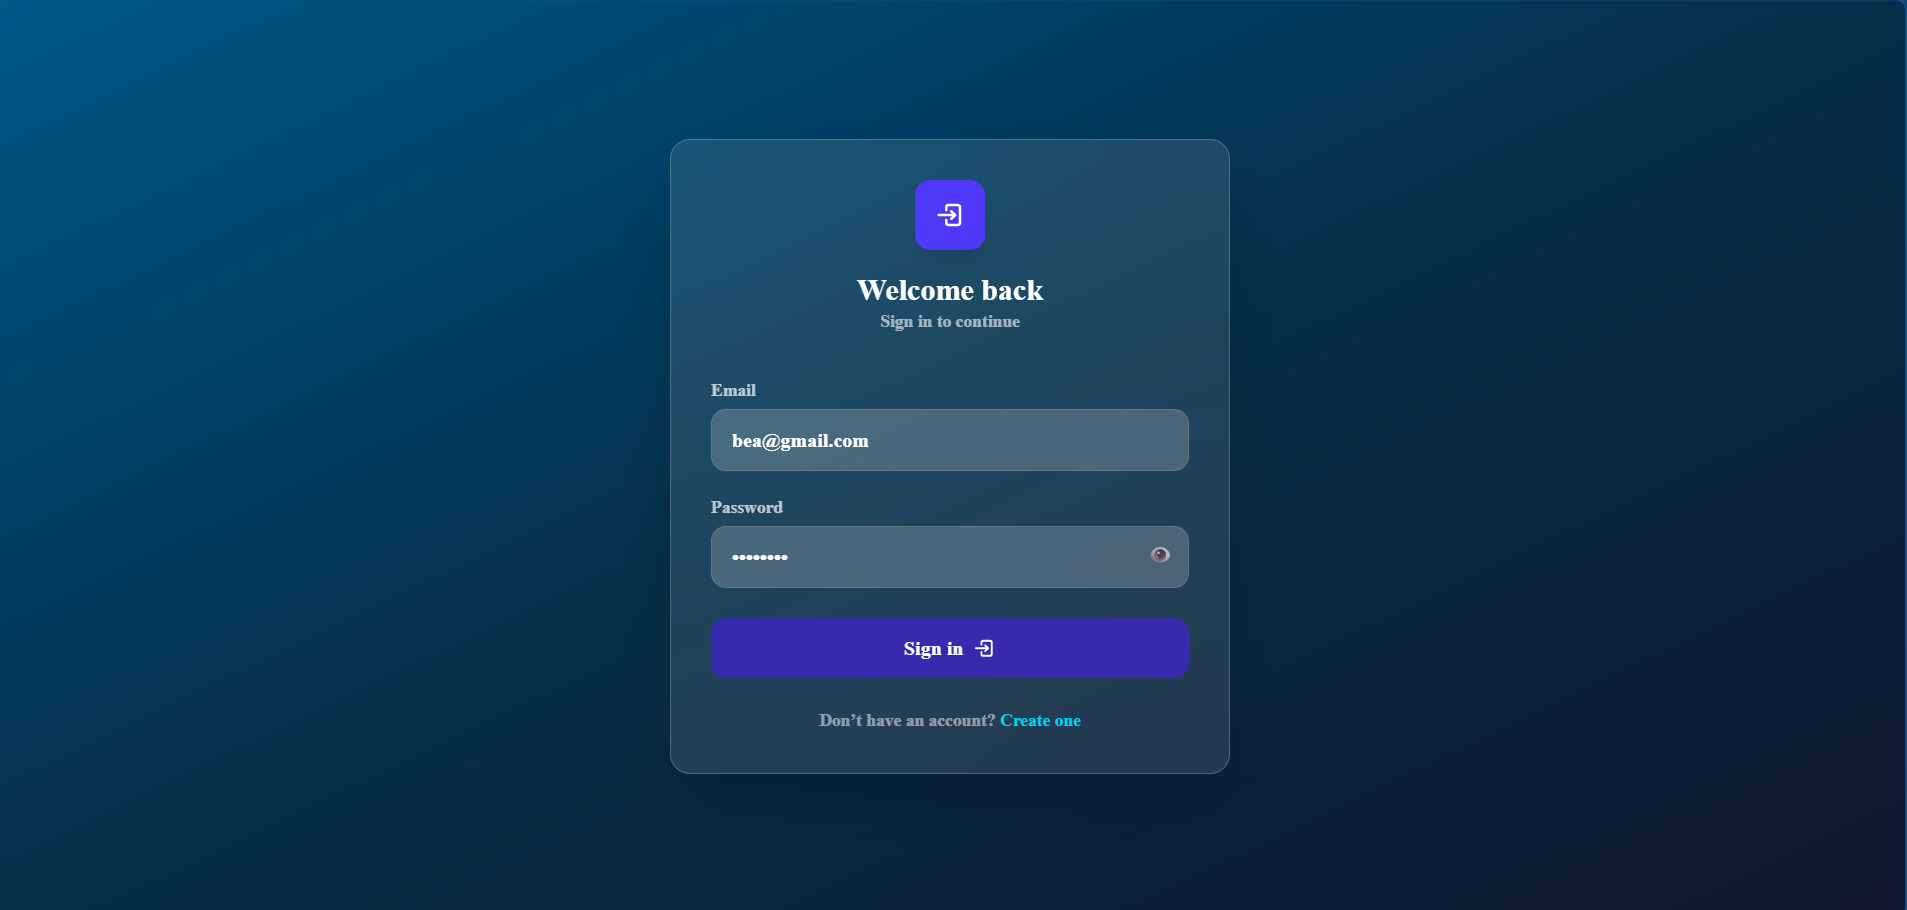 Welcome back
Sign in to continue
Email
bea@gmail.com
Password
••••••••
Sign in
Don’t have an account? Create one